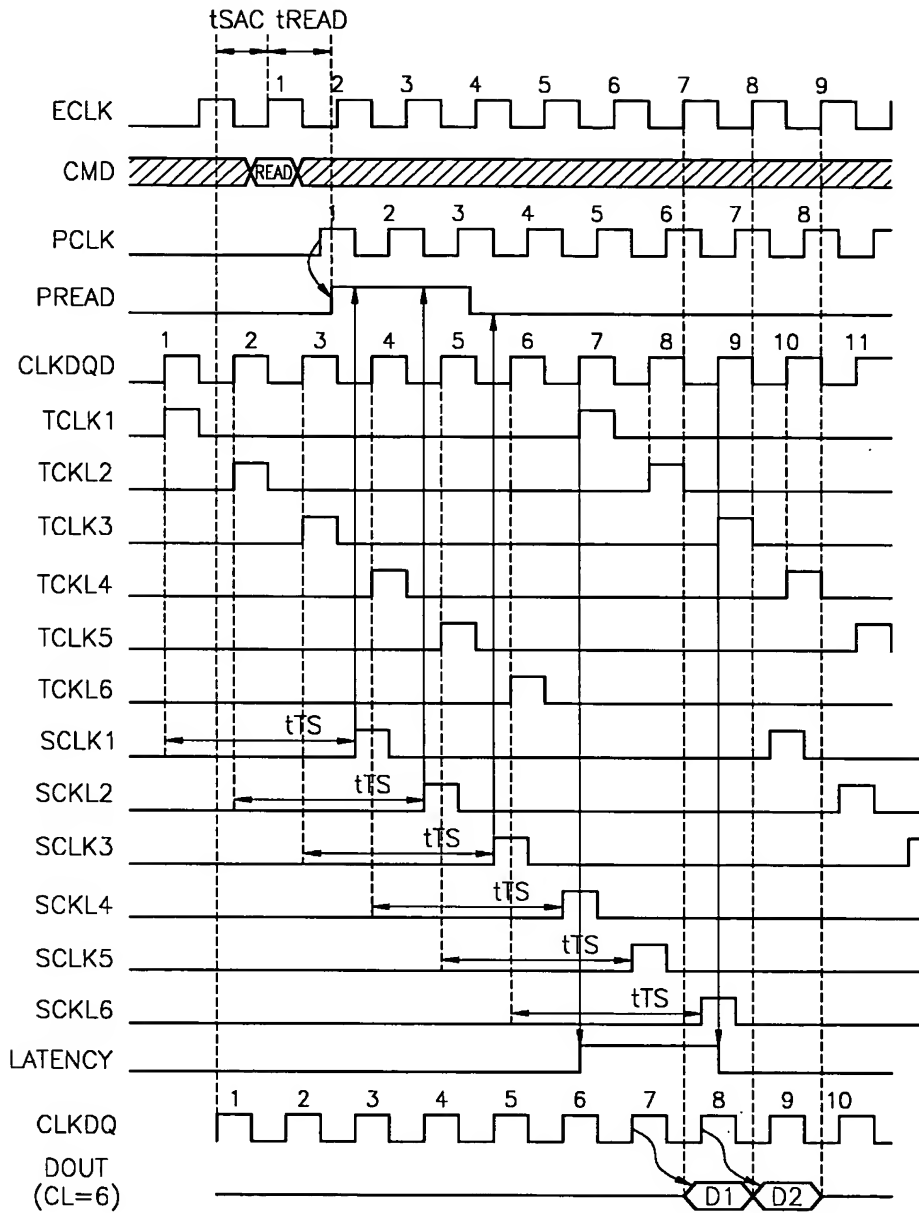 tSAC tREAD
1 2 3 4 5 6 7 8 9
ECLK
CMD READ
1 2 3 4 5 6 7 8
PCLK
PREAD
1 2 3 4 5 6 7 8 9 10 11
CLKDQD
TCLK1
TCKL2
TCLK3
TCKL4
TCLK5
TCKL6
SCLK1 tTS
SCKL2 tTS
SCLK3 tTS
SCKL4 tTS
SCLK5 tTS
SCKL6 tTS
LATENCY
1 2 3 4 5 6 7 8 9 10
CLKDQ
DOUT
(CL=6) D1 D2